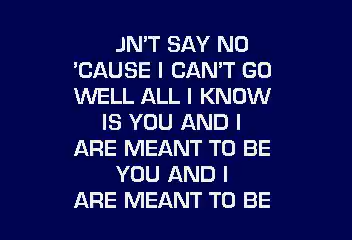 SAY NO
'CAUSE I CAN'T GO
WELL ALL I KNOW
IS YOU AND I
ARE MEANT TO BE
YOU AND I
ARE MEANT TO BE